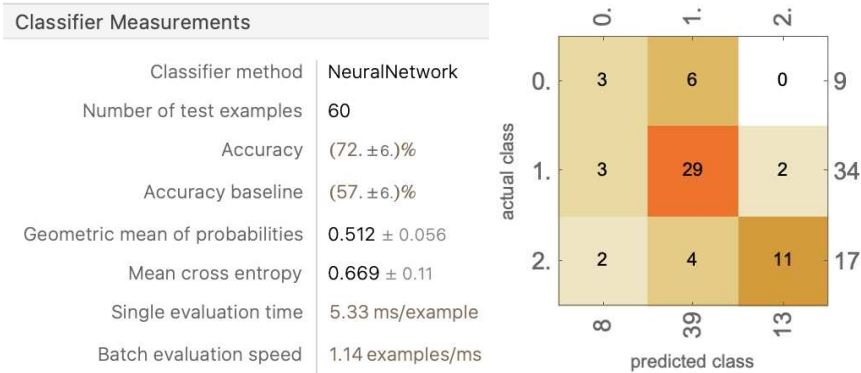 Classifier Measurements
Classifier method NeuralNetwork
Number of test examples 60
Accuracy (72. ±6.)%
Accuracy baseline (57. ±6.)%
Geometric mean of probabilities 0.512 ± 0.056
Mean cross entropy 0.669 ± 0.11
Single evaluation time 5.33 ms/example
Batch evaluation speed 1.14 examples/ms
0. 1. 2.
0. 3 6 0 9
1. 3 29 2 34
2. 2 4 11 17
8 39 13
actual class
predicted class